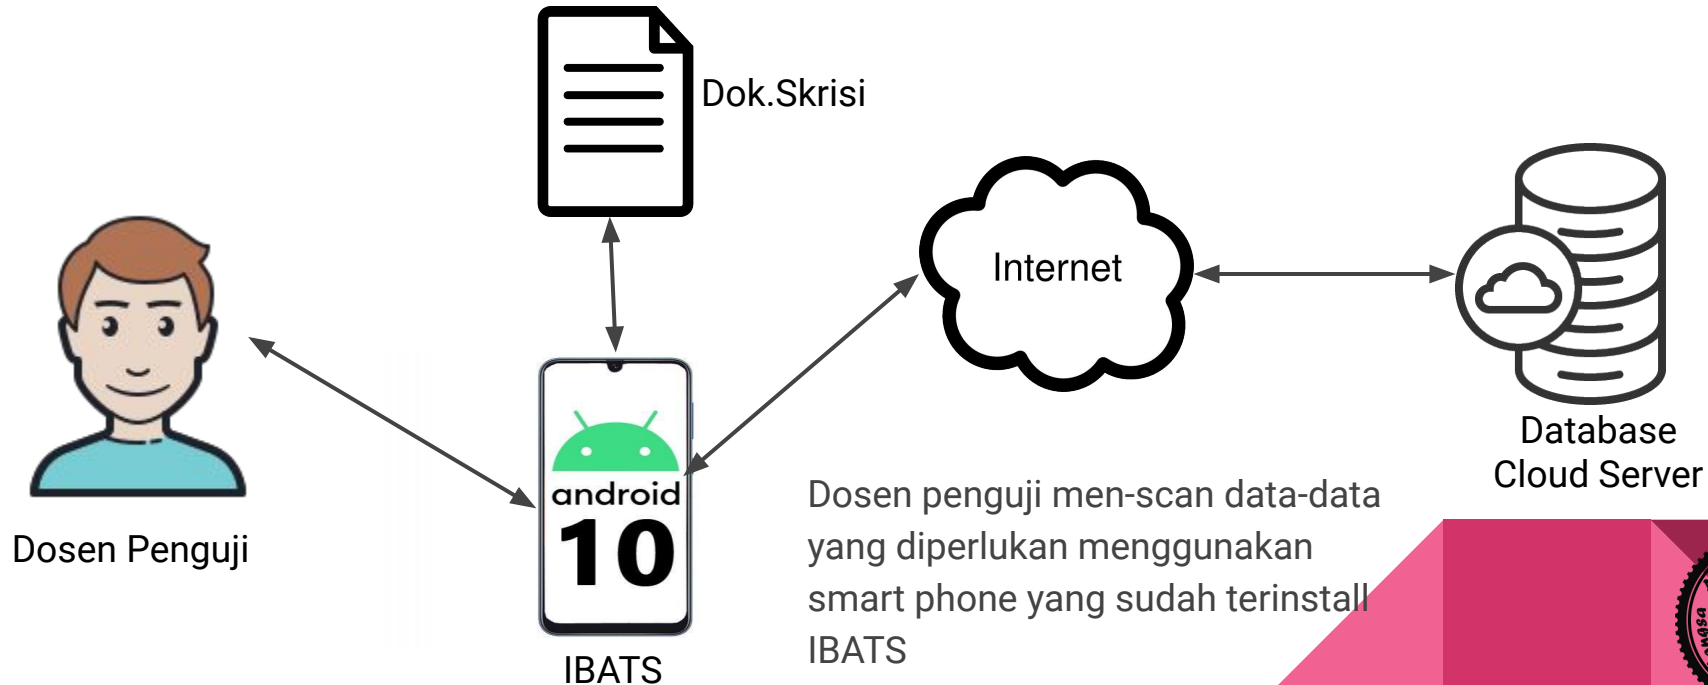 Dok.Skrisi
Internet
Database
Cloud Server
android
10
Dosen Penguji
IBATS
Dosen penguji men-scan data-data
yang diperlukan menggunakan
smart phone yang sudah terinstall
IBATS